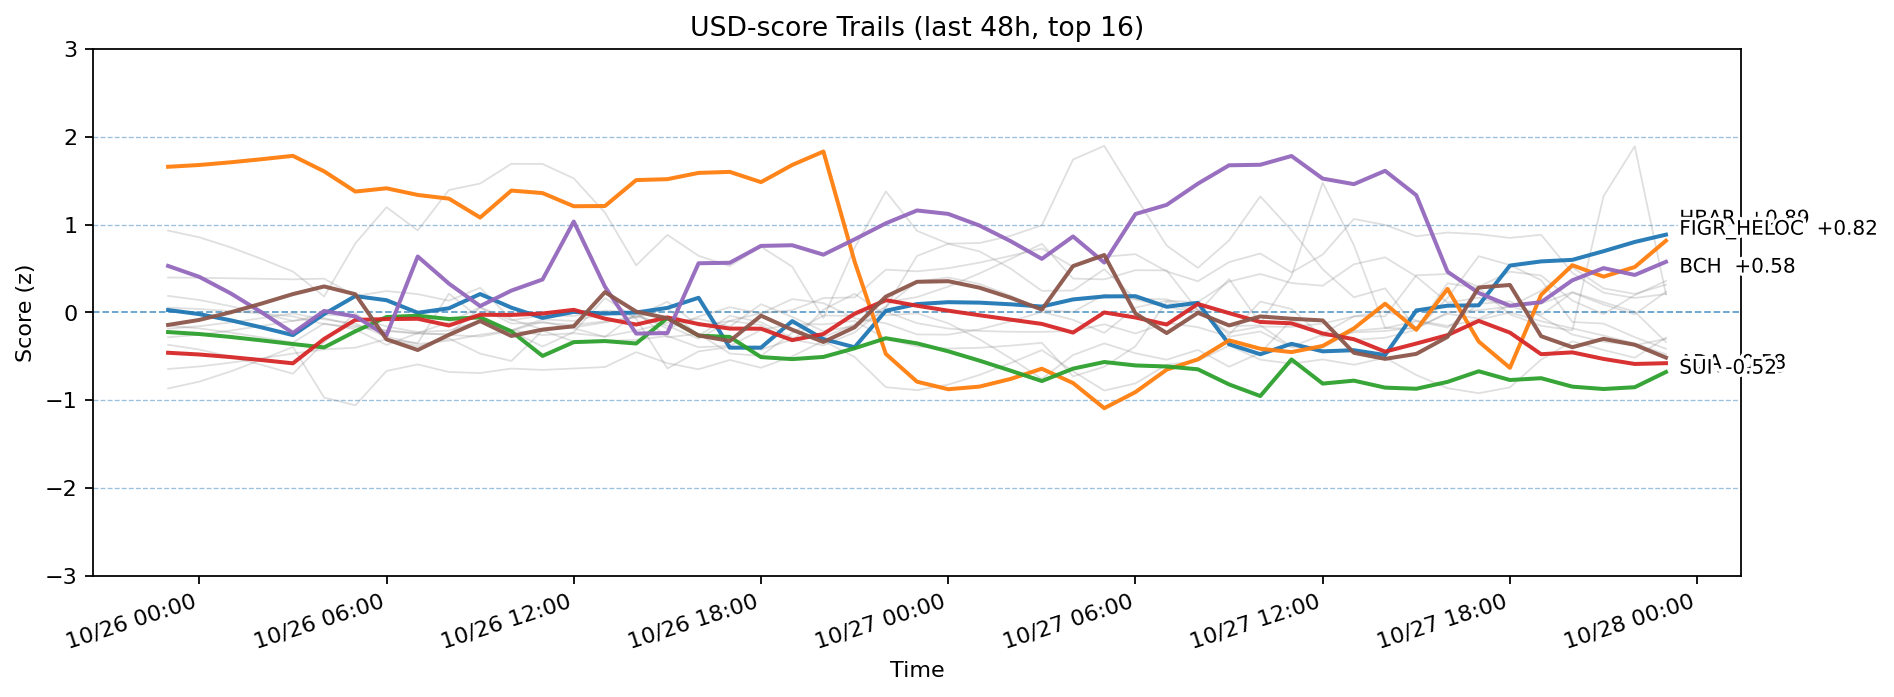 USD-score Trails (last 48h, top 16)
Score (z)
3
2
1
0
−1
−2
−3
FIGR_HELOC +0.82
BCH +0.58
SUI -0.52
10/26 00:00
10/26 06:00
10/26 12:00
10/26 18:00
10/27 00:00
10/27 06:00
10/27 12:00
10/27 18:00
10/28 00:00
Time